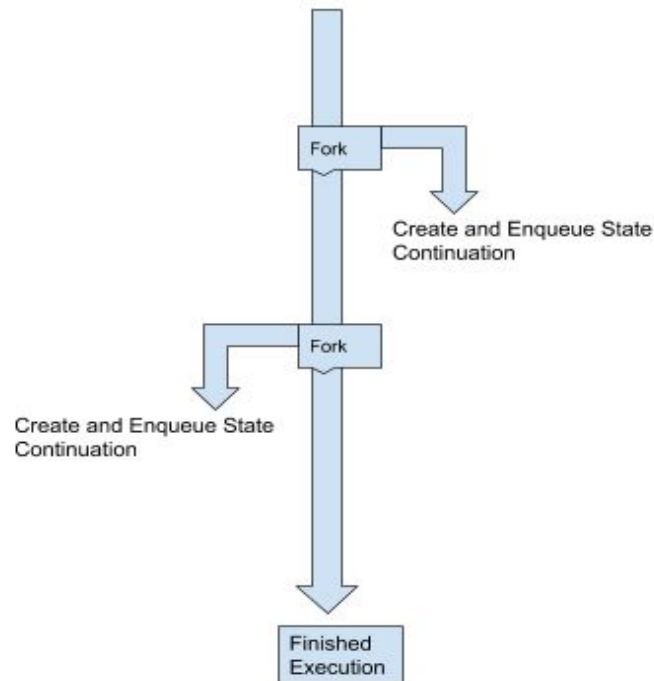 Fork
Create and Enqueue State
Continuation
Fork
Create and Enqueue State
Continuation
Finished
Execution